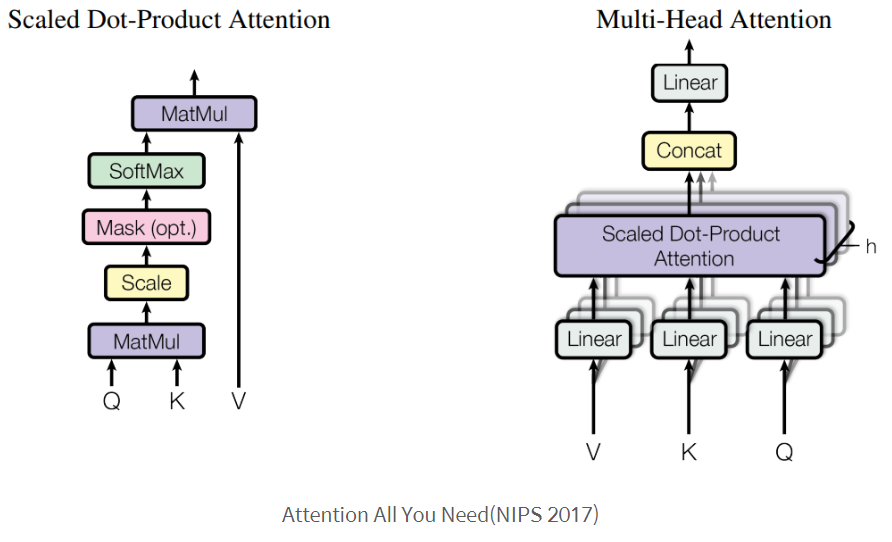 Scaled Dot-Product Attention
MatMul
SoftMax
Mask (opt.)
Scale
MatMul
Q K V
Multi-Head Attention
Linear
Concat
Scaled Dot-Product
Attention
h
Linear Linear Linear
V K Q
Attention All You Need(NIPS 2017)